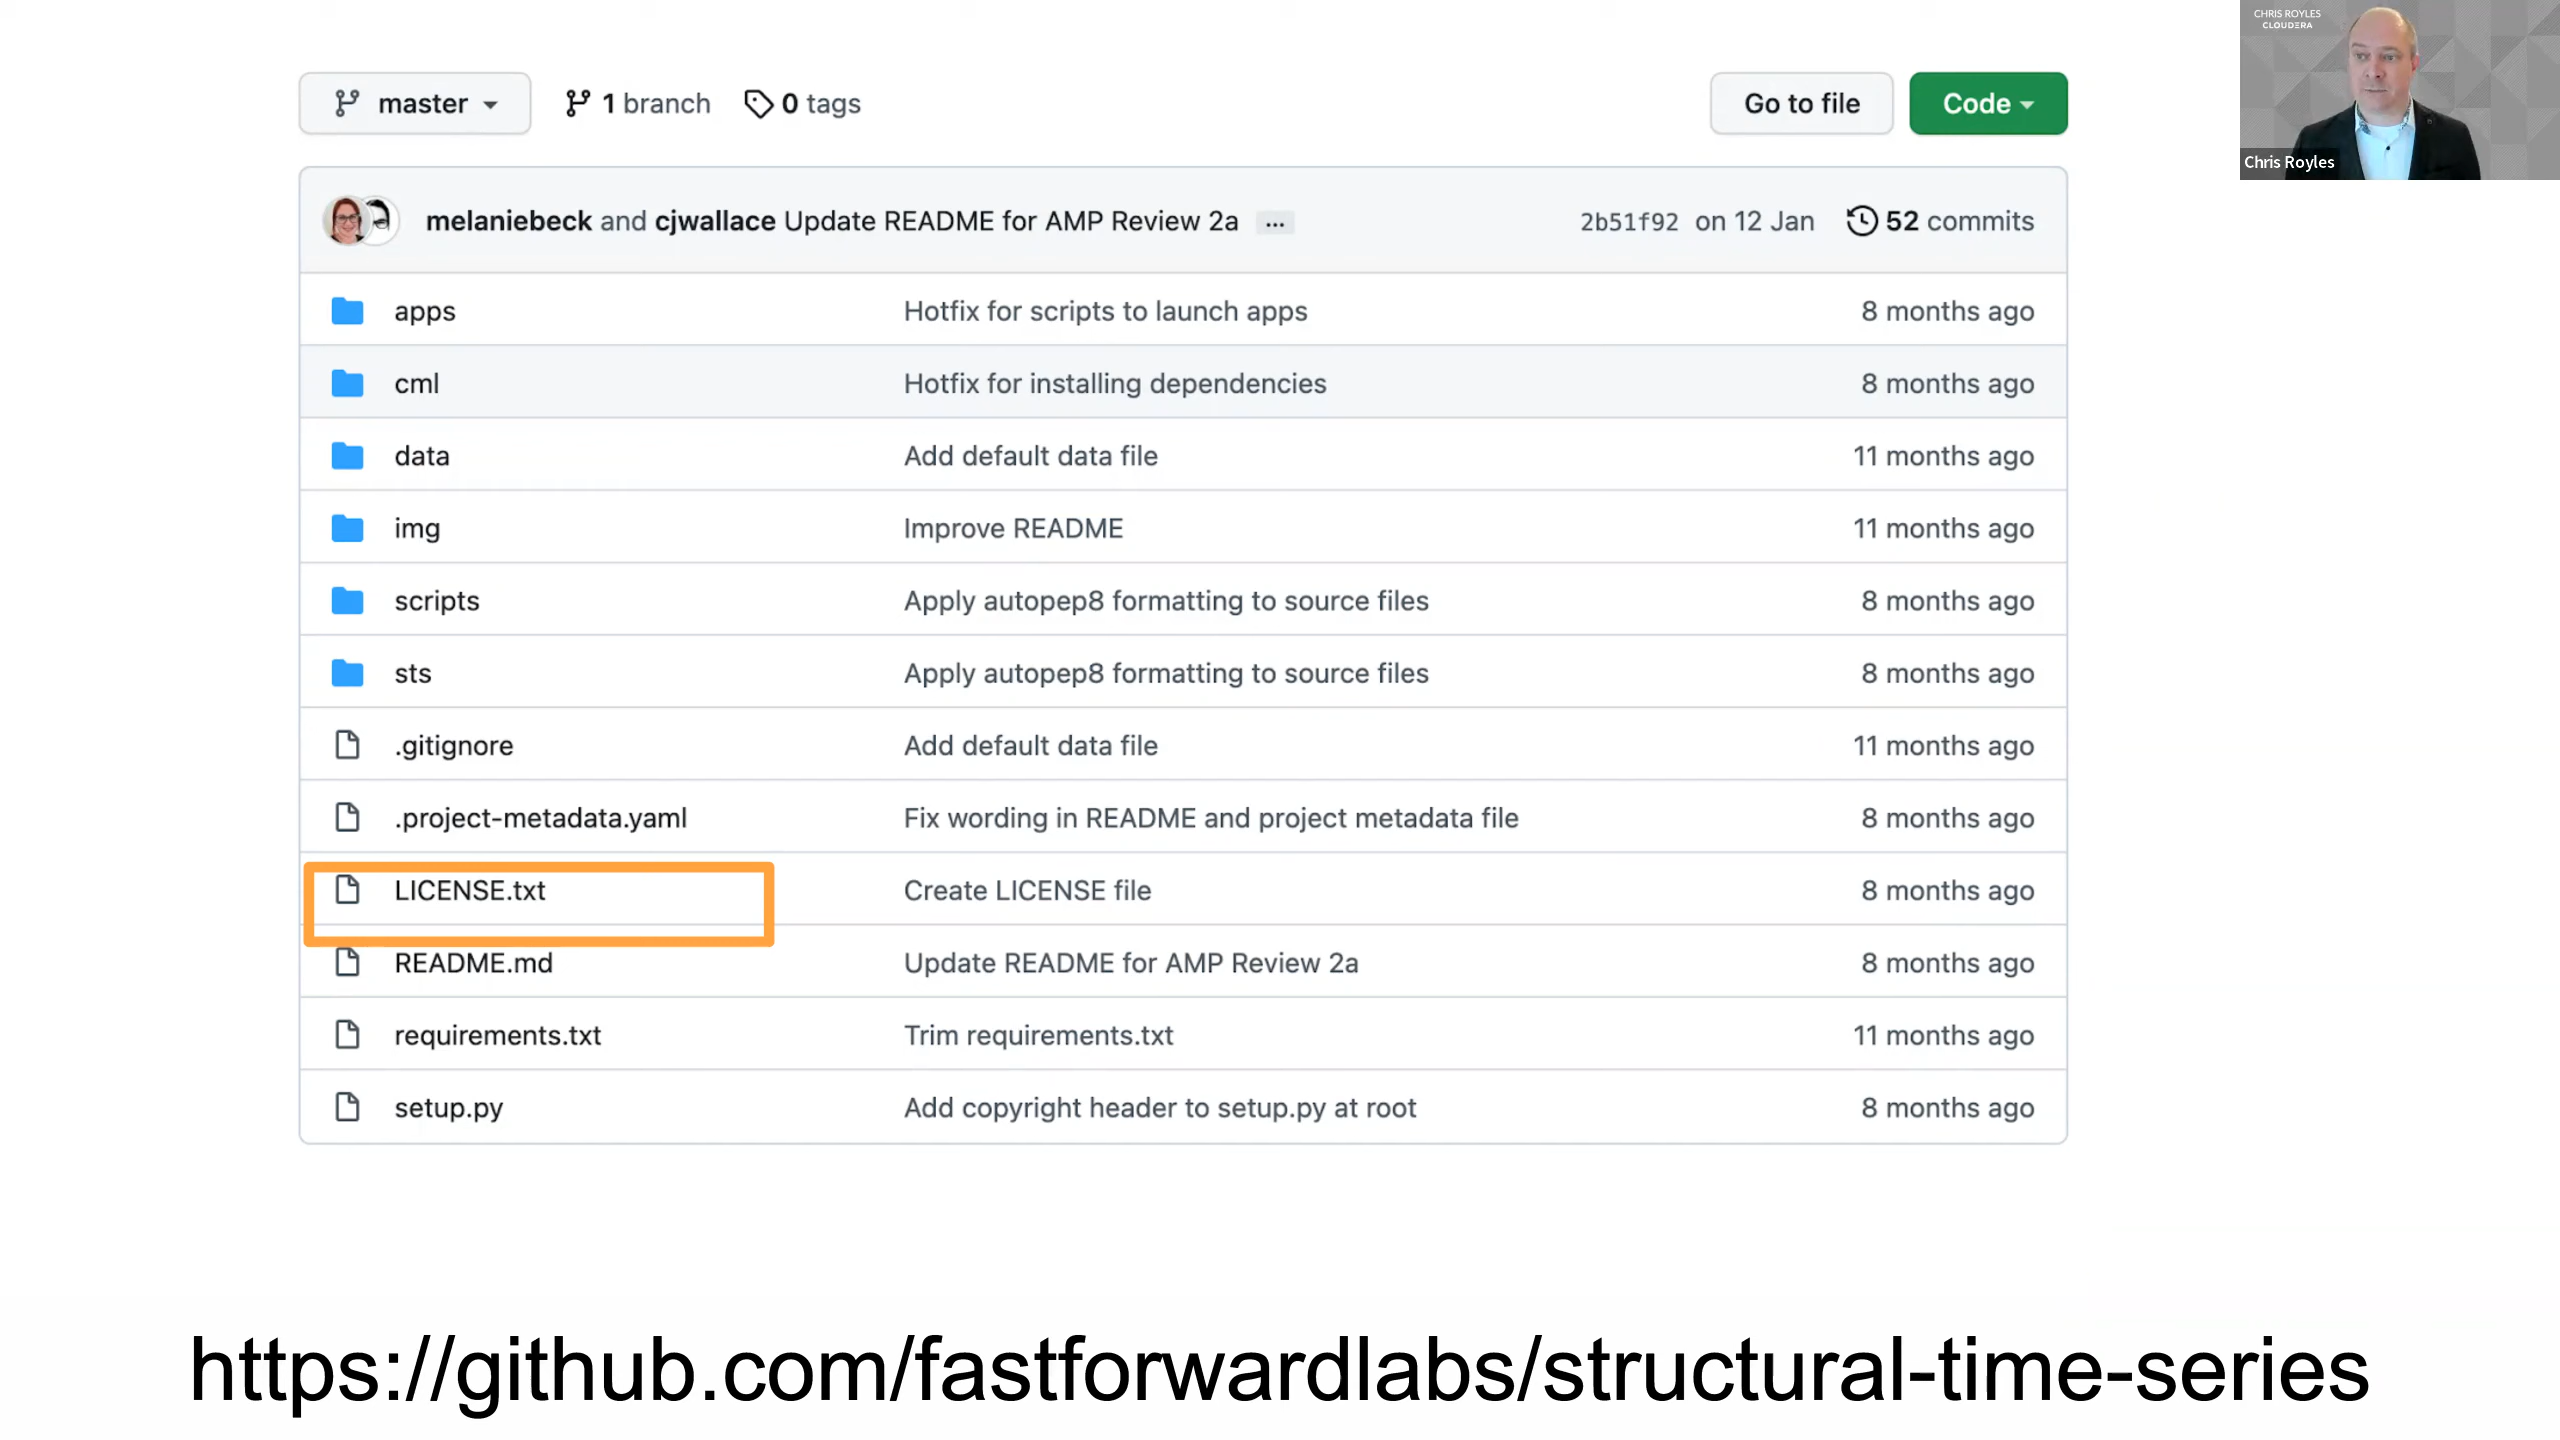 CHRIS ROYLES
CLOUDERA
Chris Royles
master 1 branch 0 tags Go to file Code
melaniebeck and cjwallace Update README for AMP Review 2a ... 2b51f92 on 12 Jan 52 commits
apps Hotfix for scripts to launch apps 8 months ago
cml Hotfix for installing dependencies 8 months ago
data Add default data file 11 months ago
img Improve README 11 months ago
scripts Apply autopep8 formatting to source files 8 months ago
sts Apply autopep8 formatting to source files 8 months ago
.gitignore Add default data file 11 months ago
.project-metadata.yaml Fix wording in README and project metadata file 8 months ago
LICENSE.txt Create LICENSE file 8 months ago
README.md Update README for AMP Review 2a 8 months ago
requirements.txt Trim requirements.txt 11 months ago
setup.py Add copyright header to setup.py at root 8 months ago
https://github.com/fastforwardlabs/structural-time-series